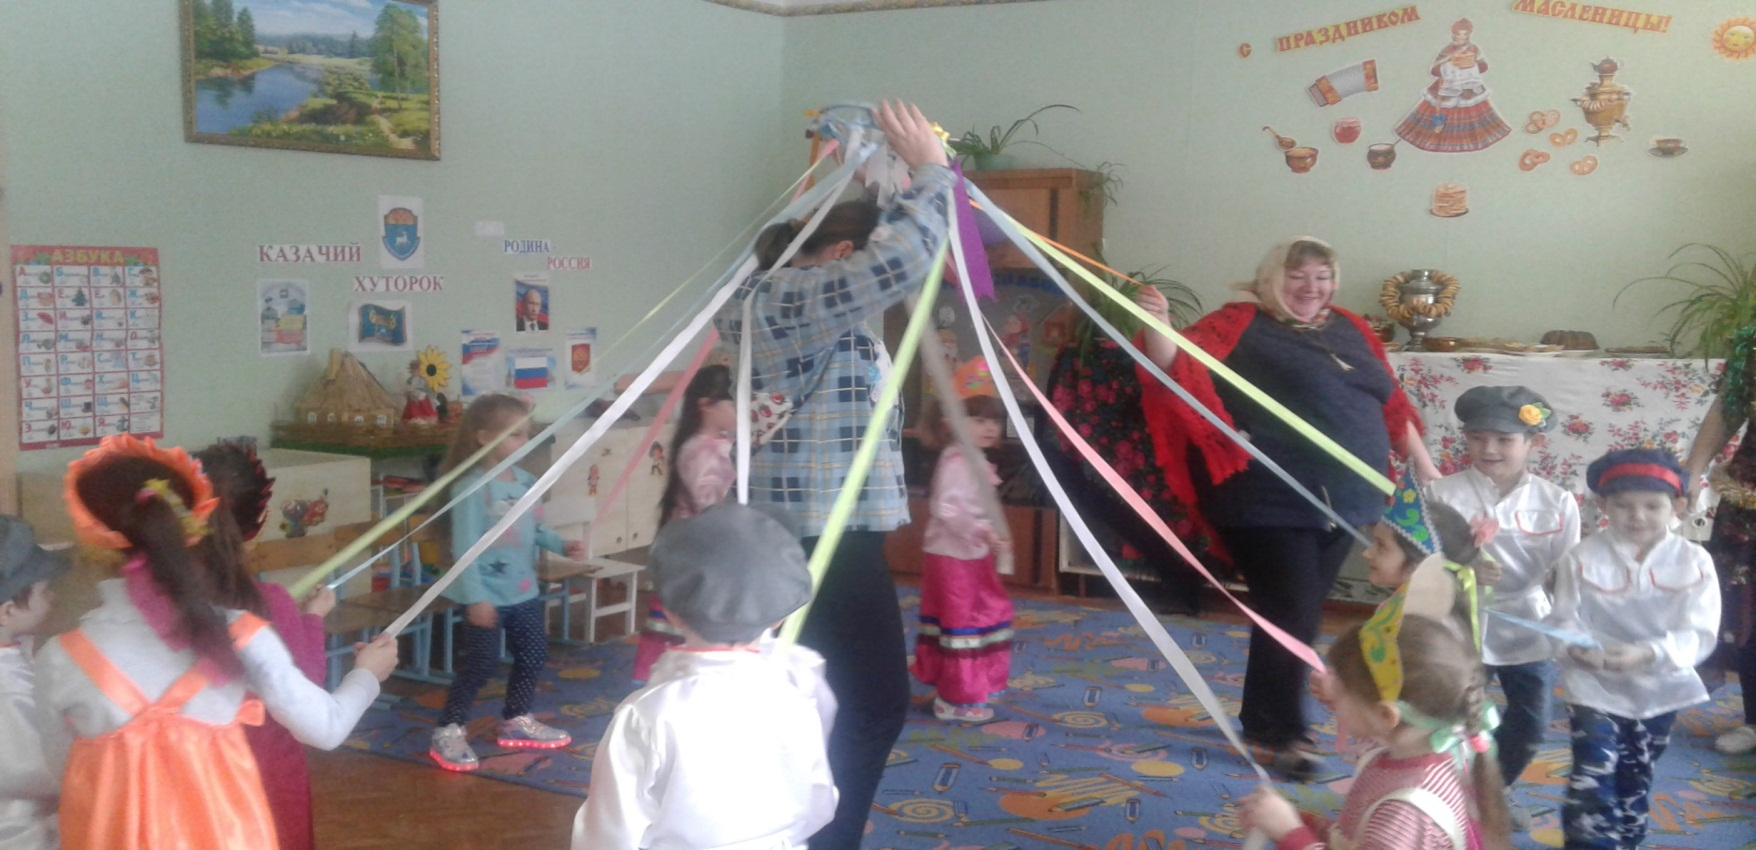 С ПРАЗДНИКОМ МАСЛЕНИЦЫ!
АЗБУКА
КАЗАЧИЙ
ХУТОРОК
РОДИНА
РОССИЯ